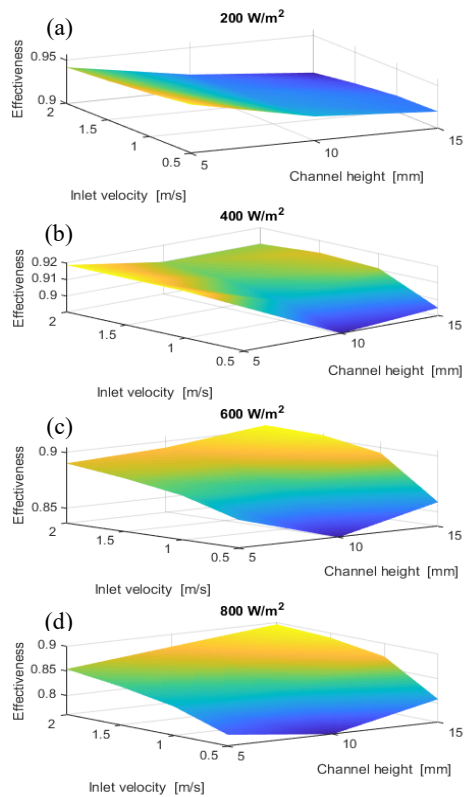 (a)
200 W/m²
Effectiveness
0.95
0.9
2
1.5
1
0.5
5
10
15
Inlet velocity [m/s]
Channel height [mm]
(b)
400 W/m²
Effectiveness
0.92
0.91
0.9
2
1.5
1
0.5
5
10
15
Inlet velocity [m/s]
Channel height [mm]
(c)
600 W/m²
Effectiveness
0.9
0.85
2
1.5
1
0.5
5
10
15
Inlet velocity [m/s]
Channel height [mm]
(d)
800 W/m²
Effectiveness
0.9
0.85
0.8
2
1.5
1
0.5
5
10
15
Inlet velocity [m/s]
Channel height [mm]